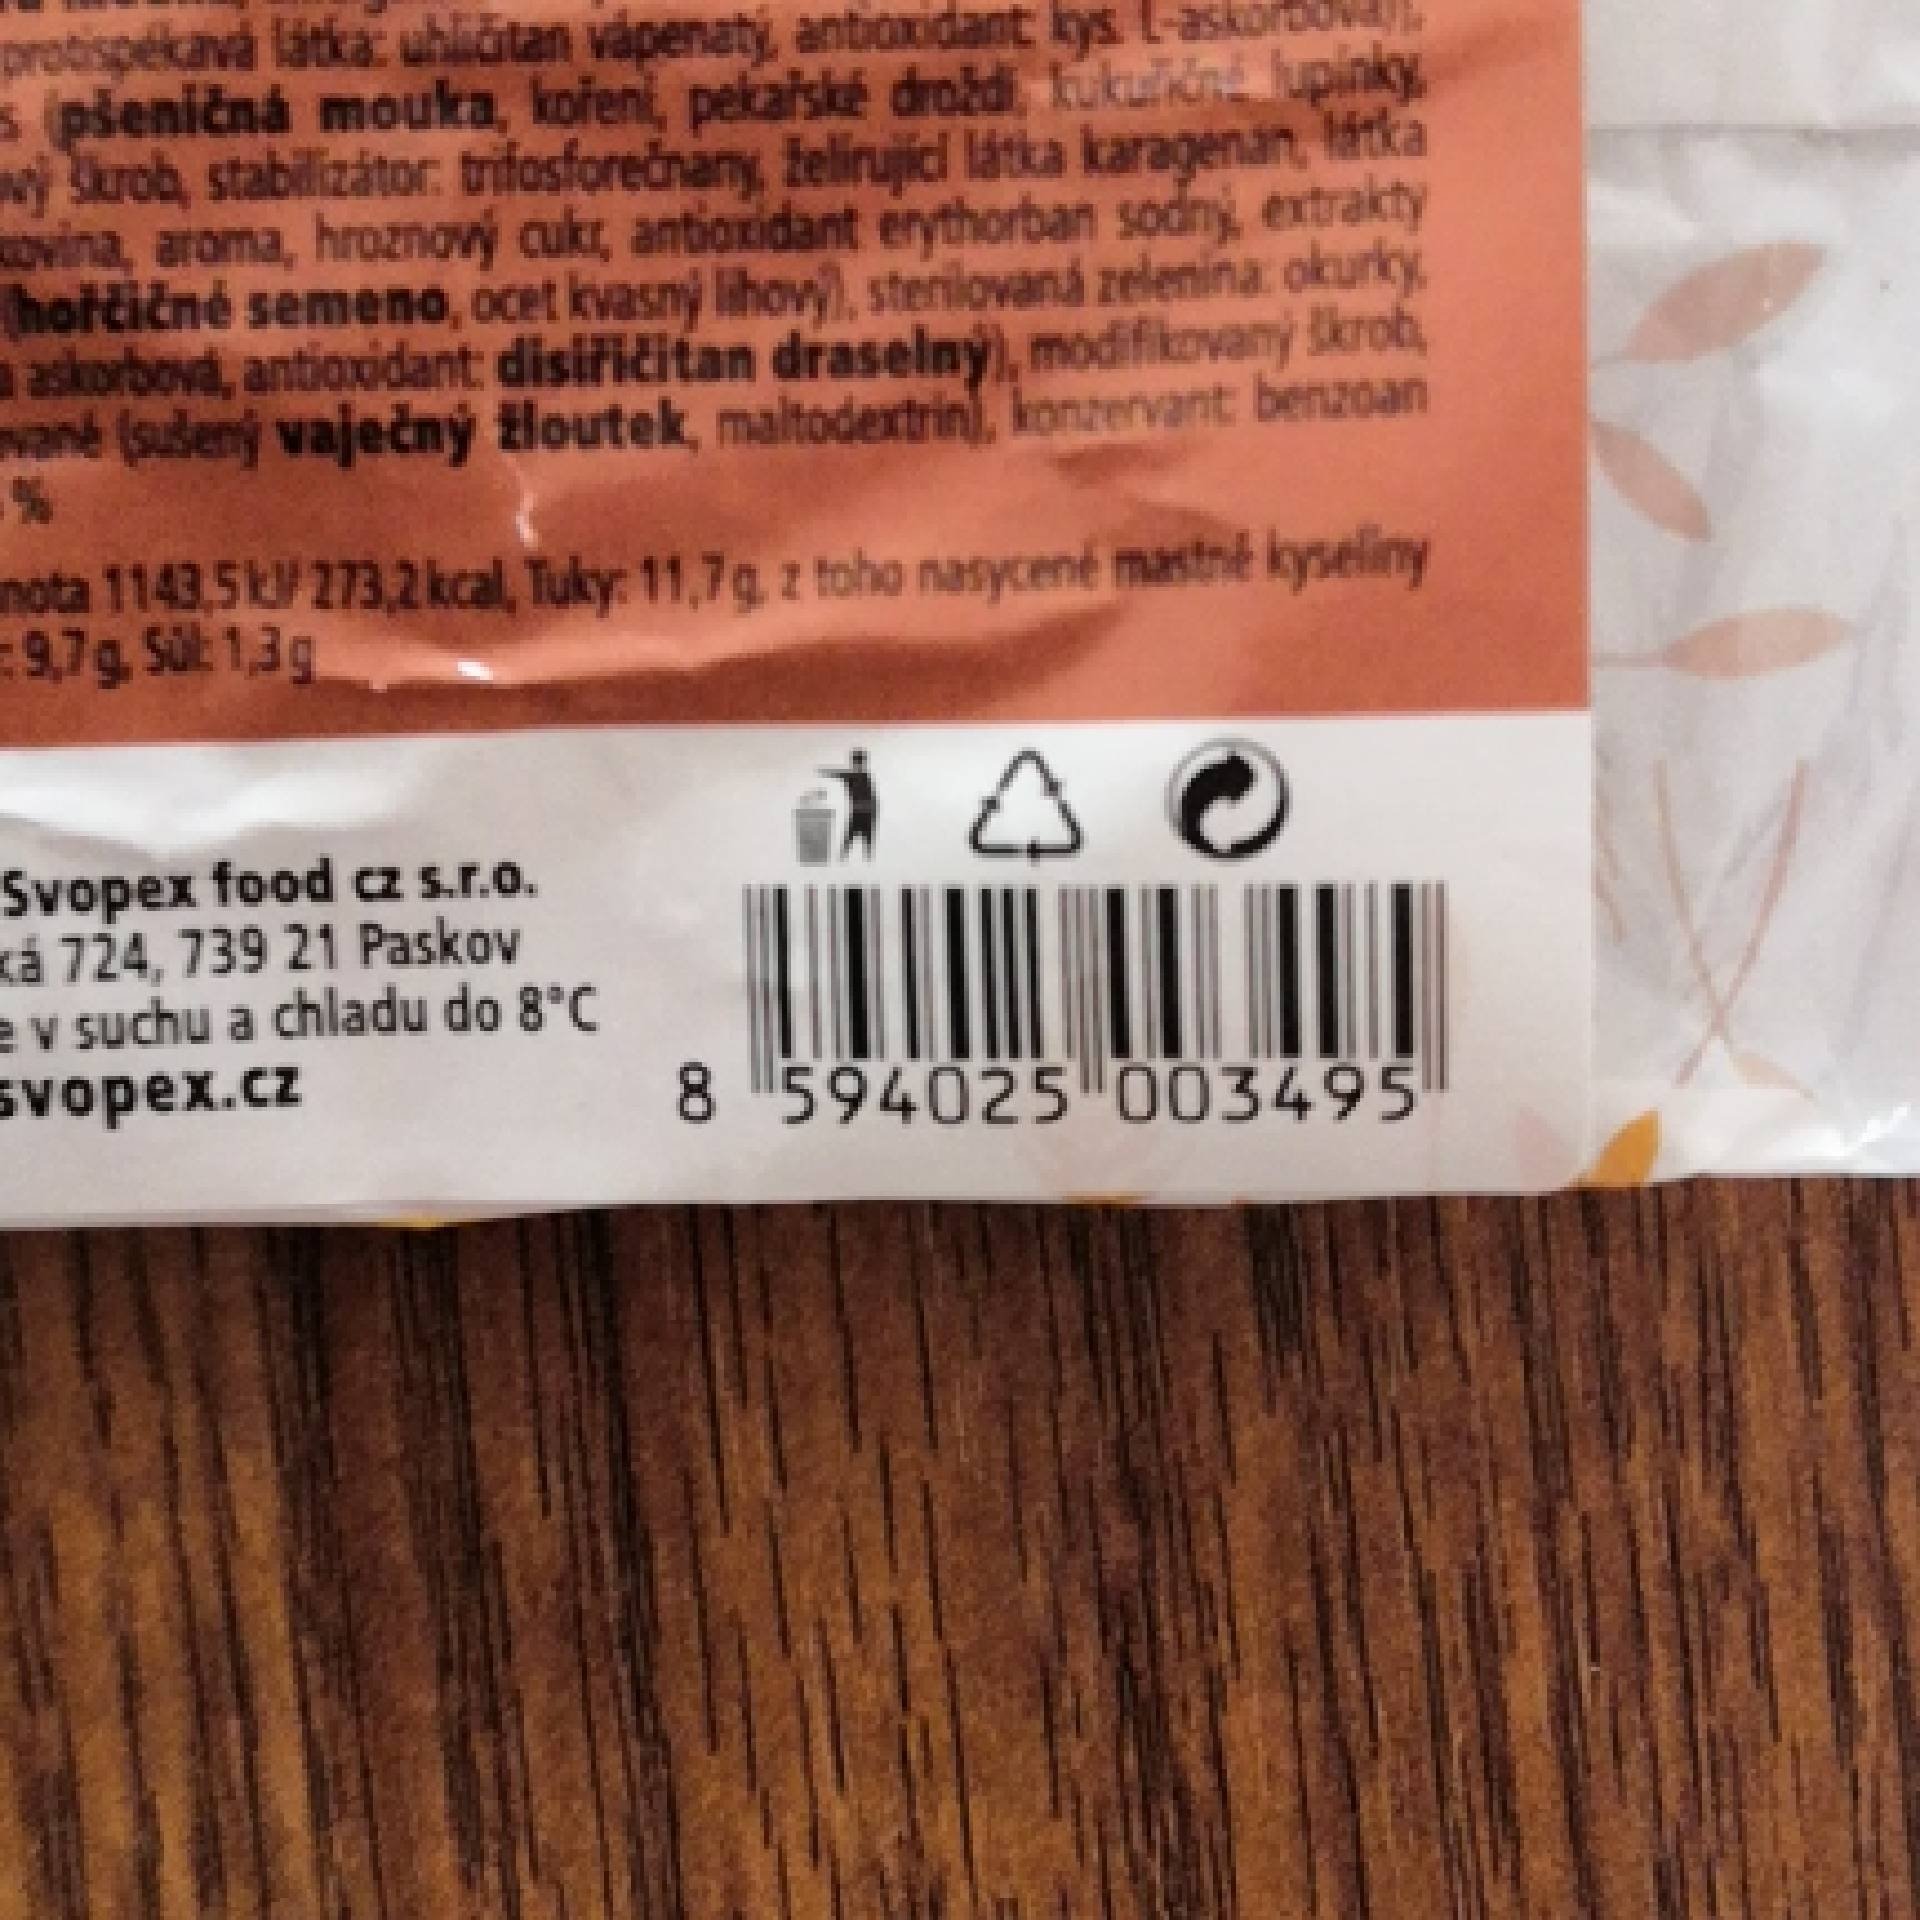 protispékavá látka: uhličitan vápenatý, antioxidant: kys. L-askorbová),
s (pšeničná mouka, koření, pekařské droždí, kukuřičné lupínky,
vý škrob, stabilizátor: trifosforečnany, želírující látka karagenan, látka
kovina, aroma, hroznový cukr, antioxidant erythorban sodný, extrakty
(hořčičné semeno, ocet kvasný lihový), sterilovaná zelenina: okurky,
a askorbová, antioxidant: disiřičitan draselný), modifikovaný škrob,
ované (sušený vaječný žloutek, maltodextrin), konzervant: benzoan
%
nota 1143,5 kJ/ 273,2 kcal, Tuky: 11,7 g, z toho nasycené mastné kyseliny
: 9,7 g, Sůl: 1,3 g
Svopex food cz s.r.o.
ká 724, 739 21 Paskov
e v suchu a chladu do 8°C
svopex.cz
8 594025 003495